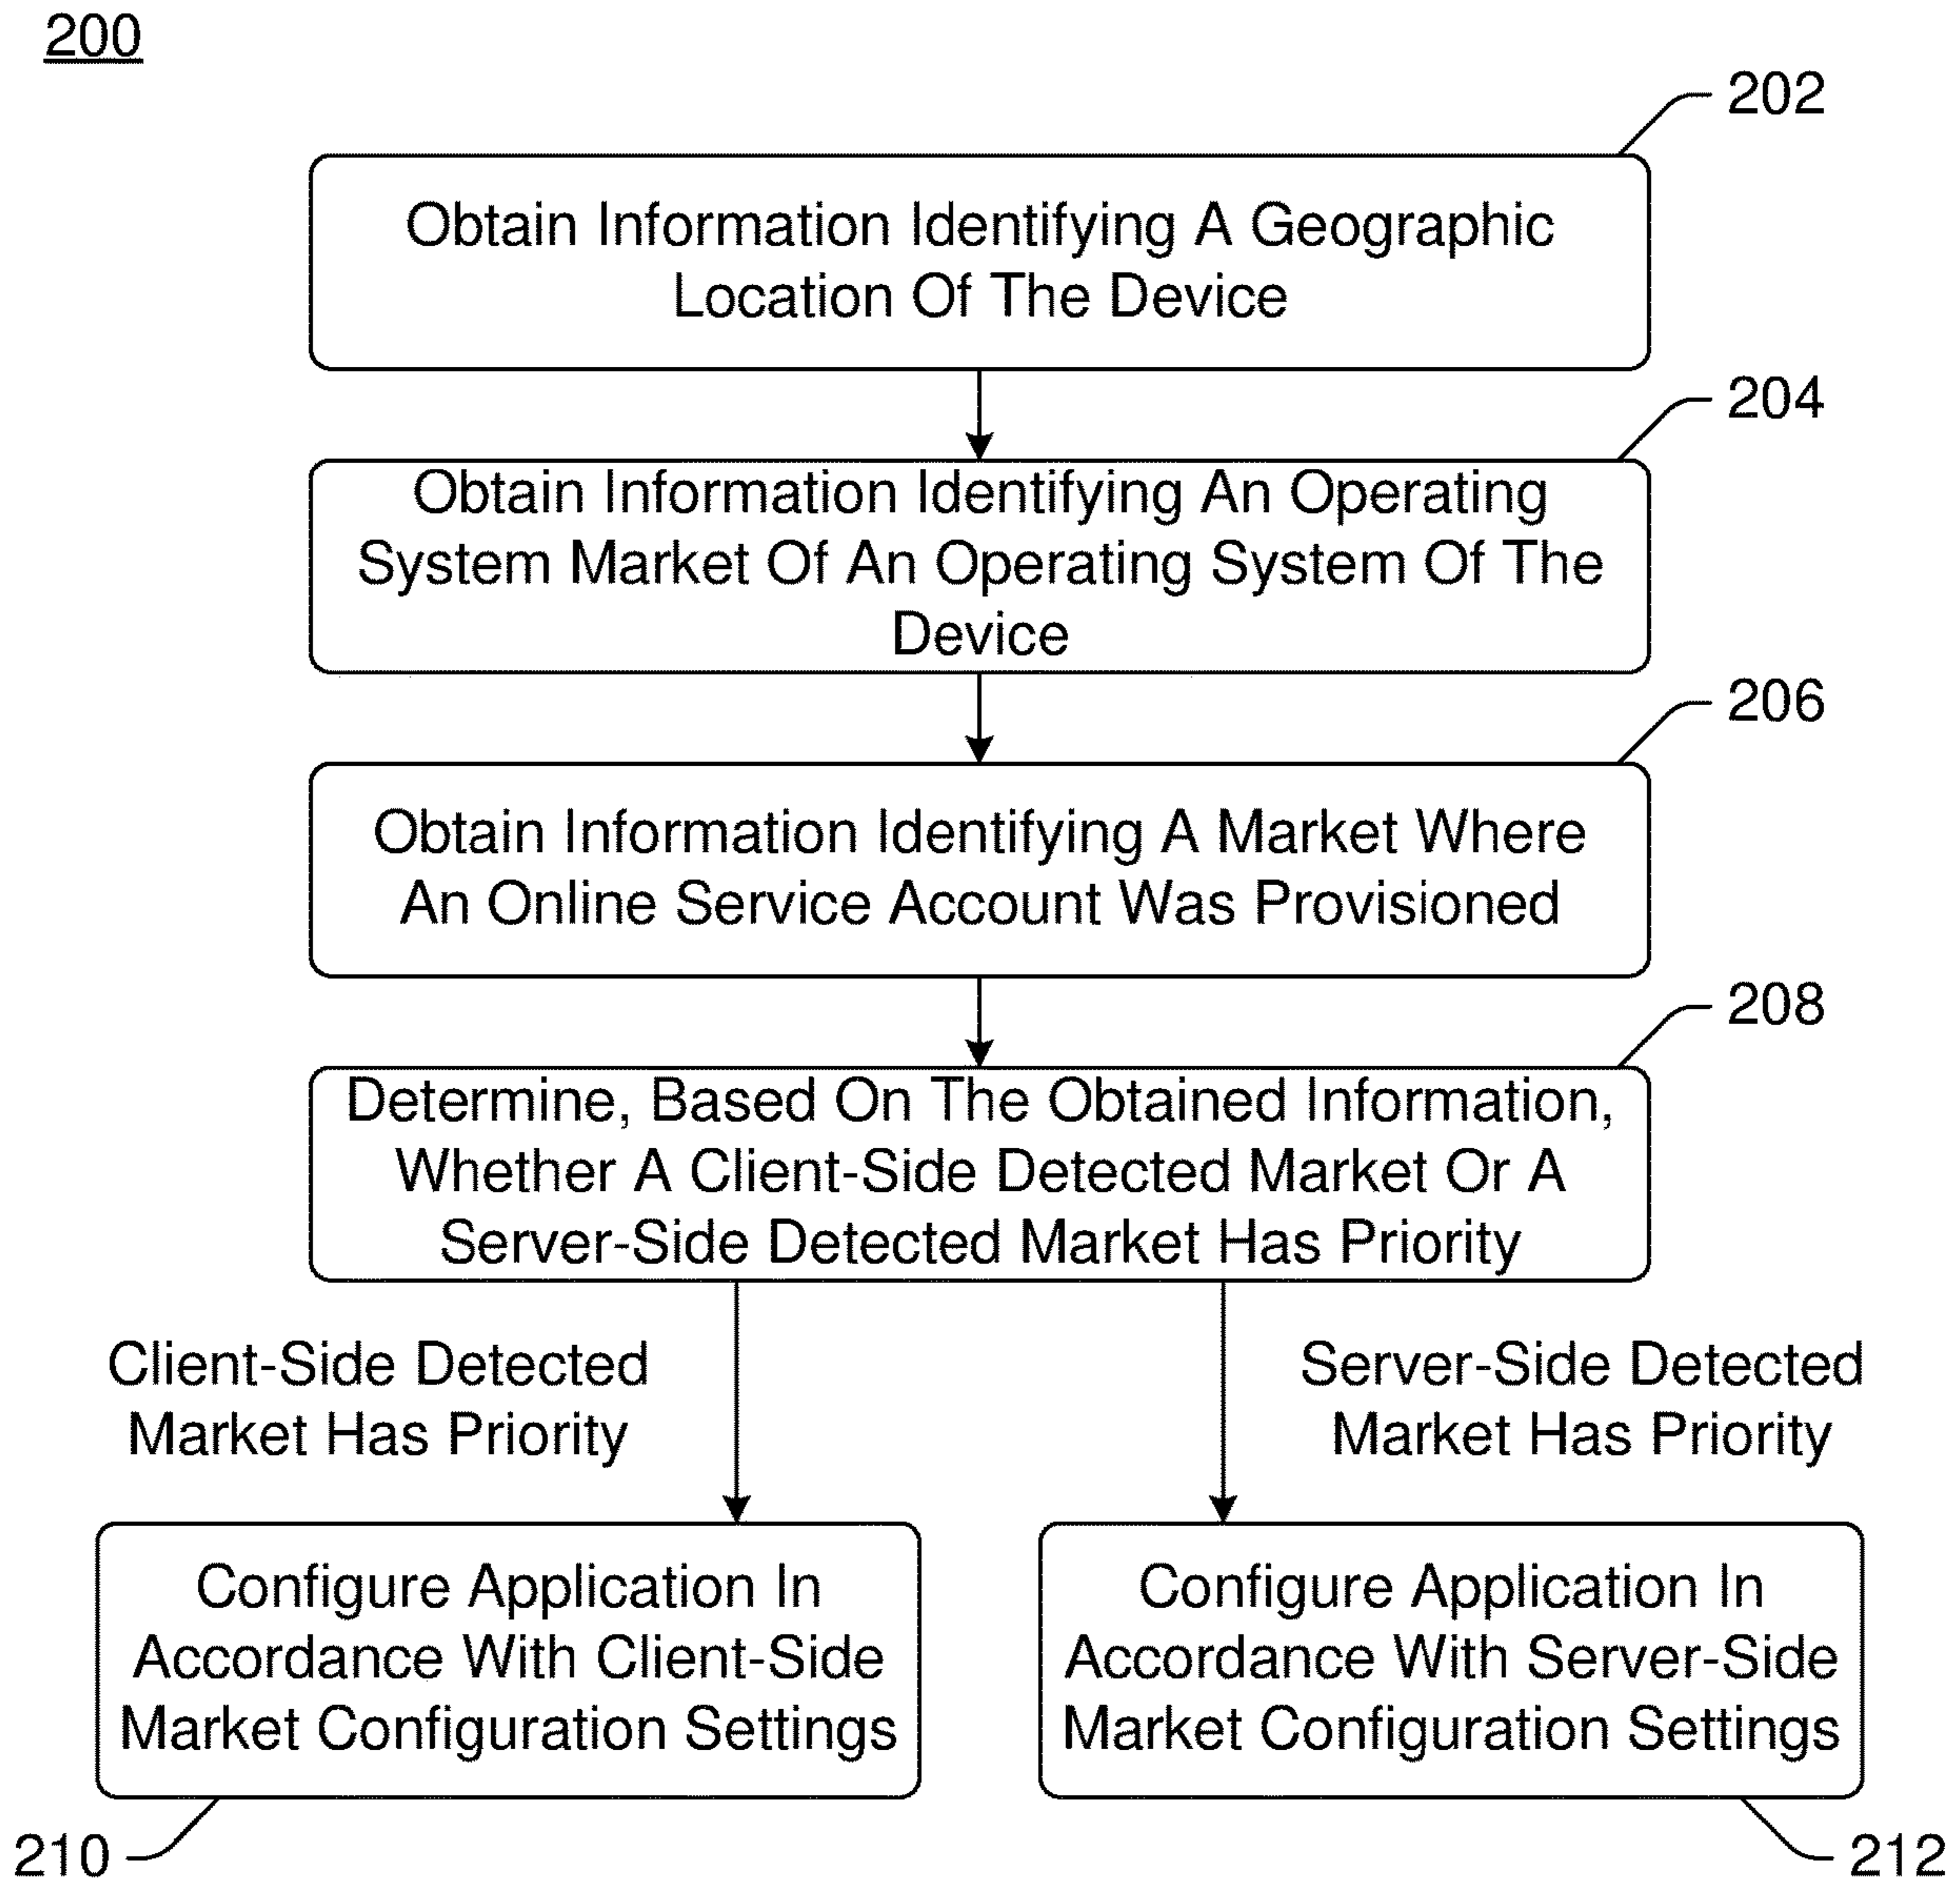 200
202
Obtain Information Identifying A Geographic
Location Of The Device
204
Obtain Information Identifying An Operating
System Market Of An Operating System Of The
Device
206
Obtain Information Identifying A Market Where
An Online Service Account Was Provisioned
208
Determine, Based On The Obtained Information,
Whether A Client-Side Detected Market Or A
Server-Side Detected Market Has Priority
Client-Side Detected
Market Has Priority
Server-Side Detected
Market Has Priority
Configure Application In
Accordance With Client-Side
Market Configuration Settings
Configure Application In
Accordance With Server-Side
Market Configuration Settings
210
212